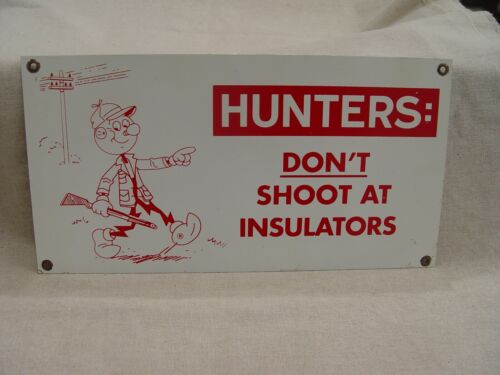 HUNTERS:
DON'T
SHOOT AT
INSULATORS